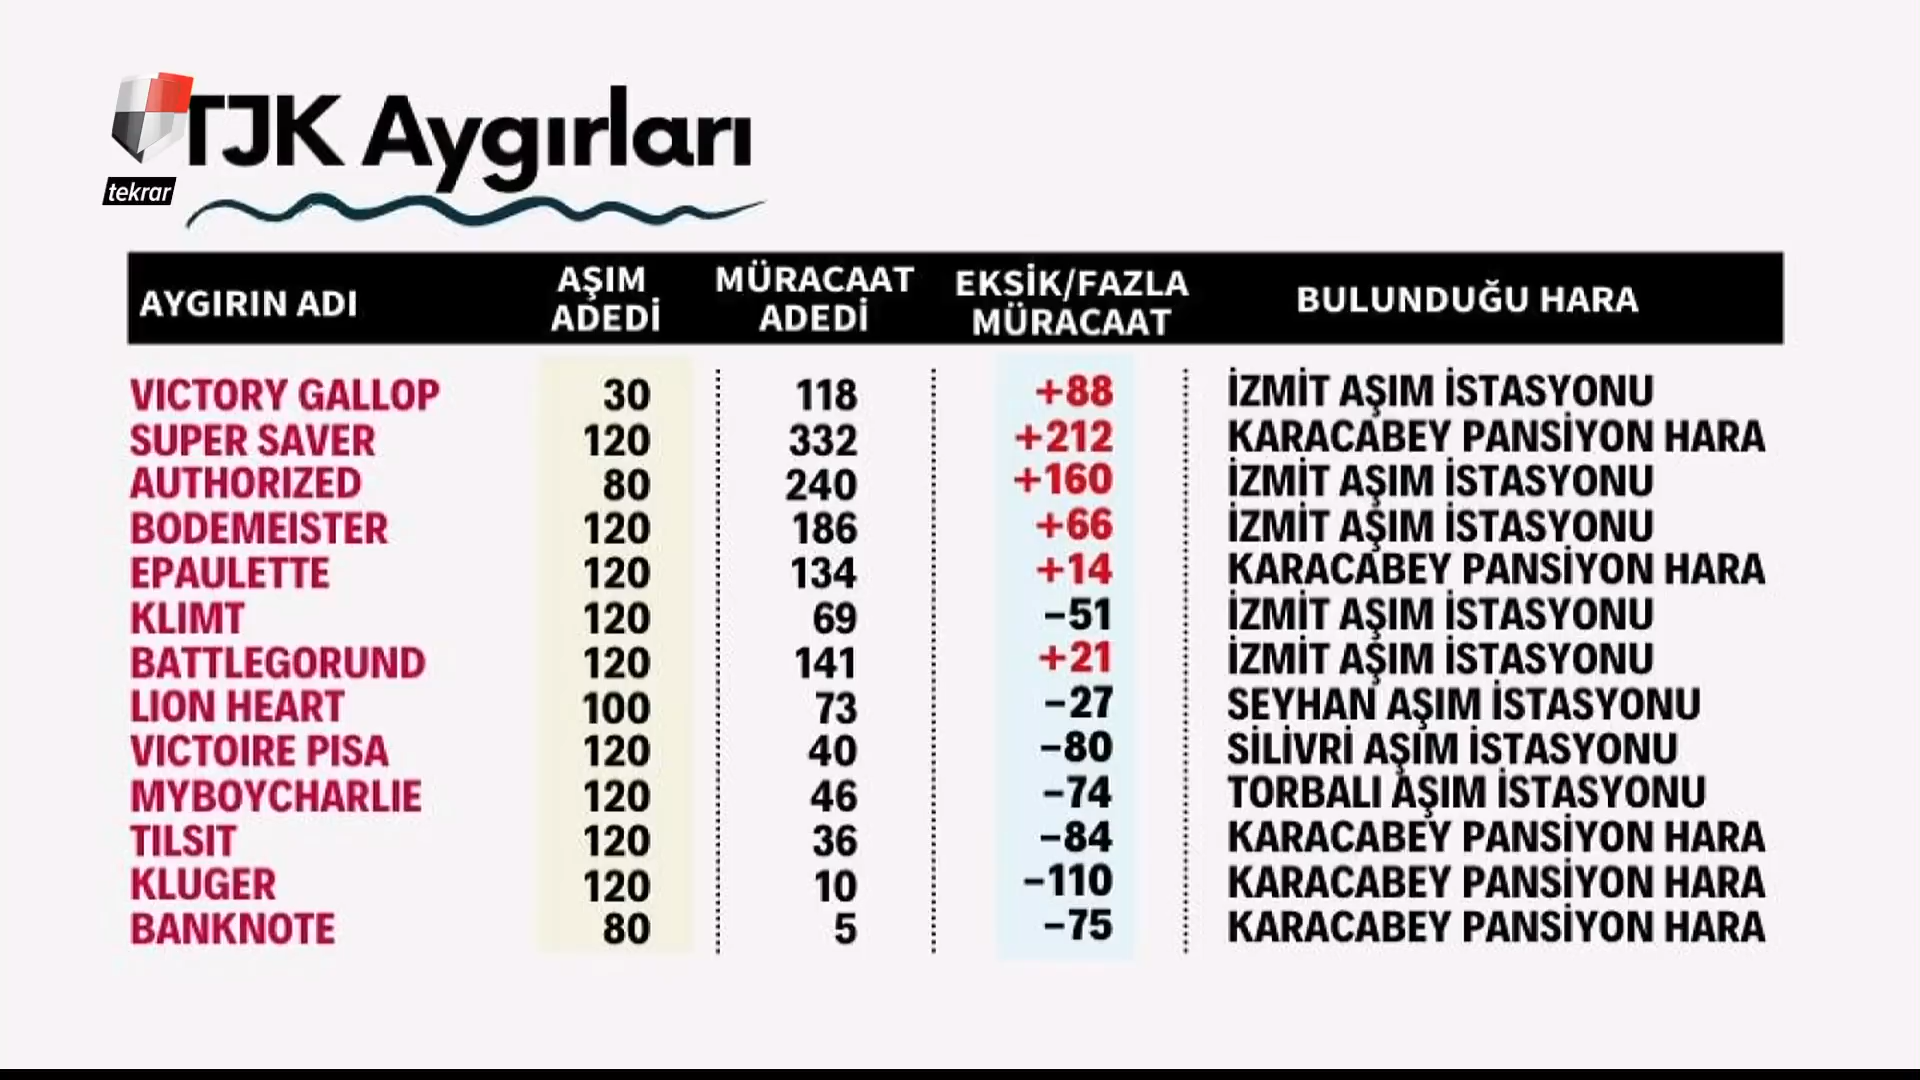 TJK Aygırları
tekrar
AYGIRIN ADI AŞIM ADEDİ MÜRACAAT ADEDİ EKSİK/FAZLA MÜRACAAT BULUNDUĞU HARA
VICTORY GALLOP 30 118 +88 İZMİT AŞIM İSTASYONU
SUPER SAVER 120 332 +212 KARACABEY PANSİYON HARA
AUTHORIZED 80 240 +160 İZMİT AŞIM İSTASYONU
BODEMEISTER 120 186 +66 İZMİT AŞIM İSTASYONU
EPAULETTE 120 134 +14 KARACABEY PANSİYON HARA
KLIMT 120 69 −51 İZMİT AŞIM İSTASYONU
BATTLEGORUND 120 141 +21 İZMİT AŞIM İSTASYONU
LION HEART 100 73 −27 SEYHAN AŞIM İSTASYONU
VICTOIRE PISA 120 40 −80 SİLİVRİ AŞIM İSTASYONU
MYBOYCHARLIE 120 46 −74 TORBALI AŞIM İSTASYONU
TILSIT 120 36 −84 KARACABEY PANSİYON HARA
KLUGER 120 10 −110 KARACABEY PANSİYON HARA
BANKNOTE 80 5 −75 KARACABEY PANSİYON HARA